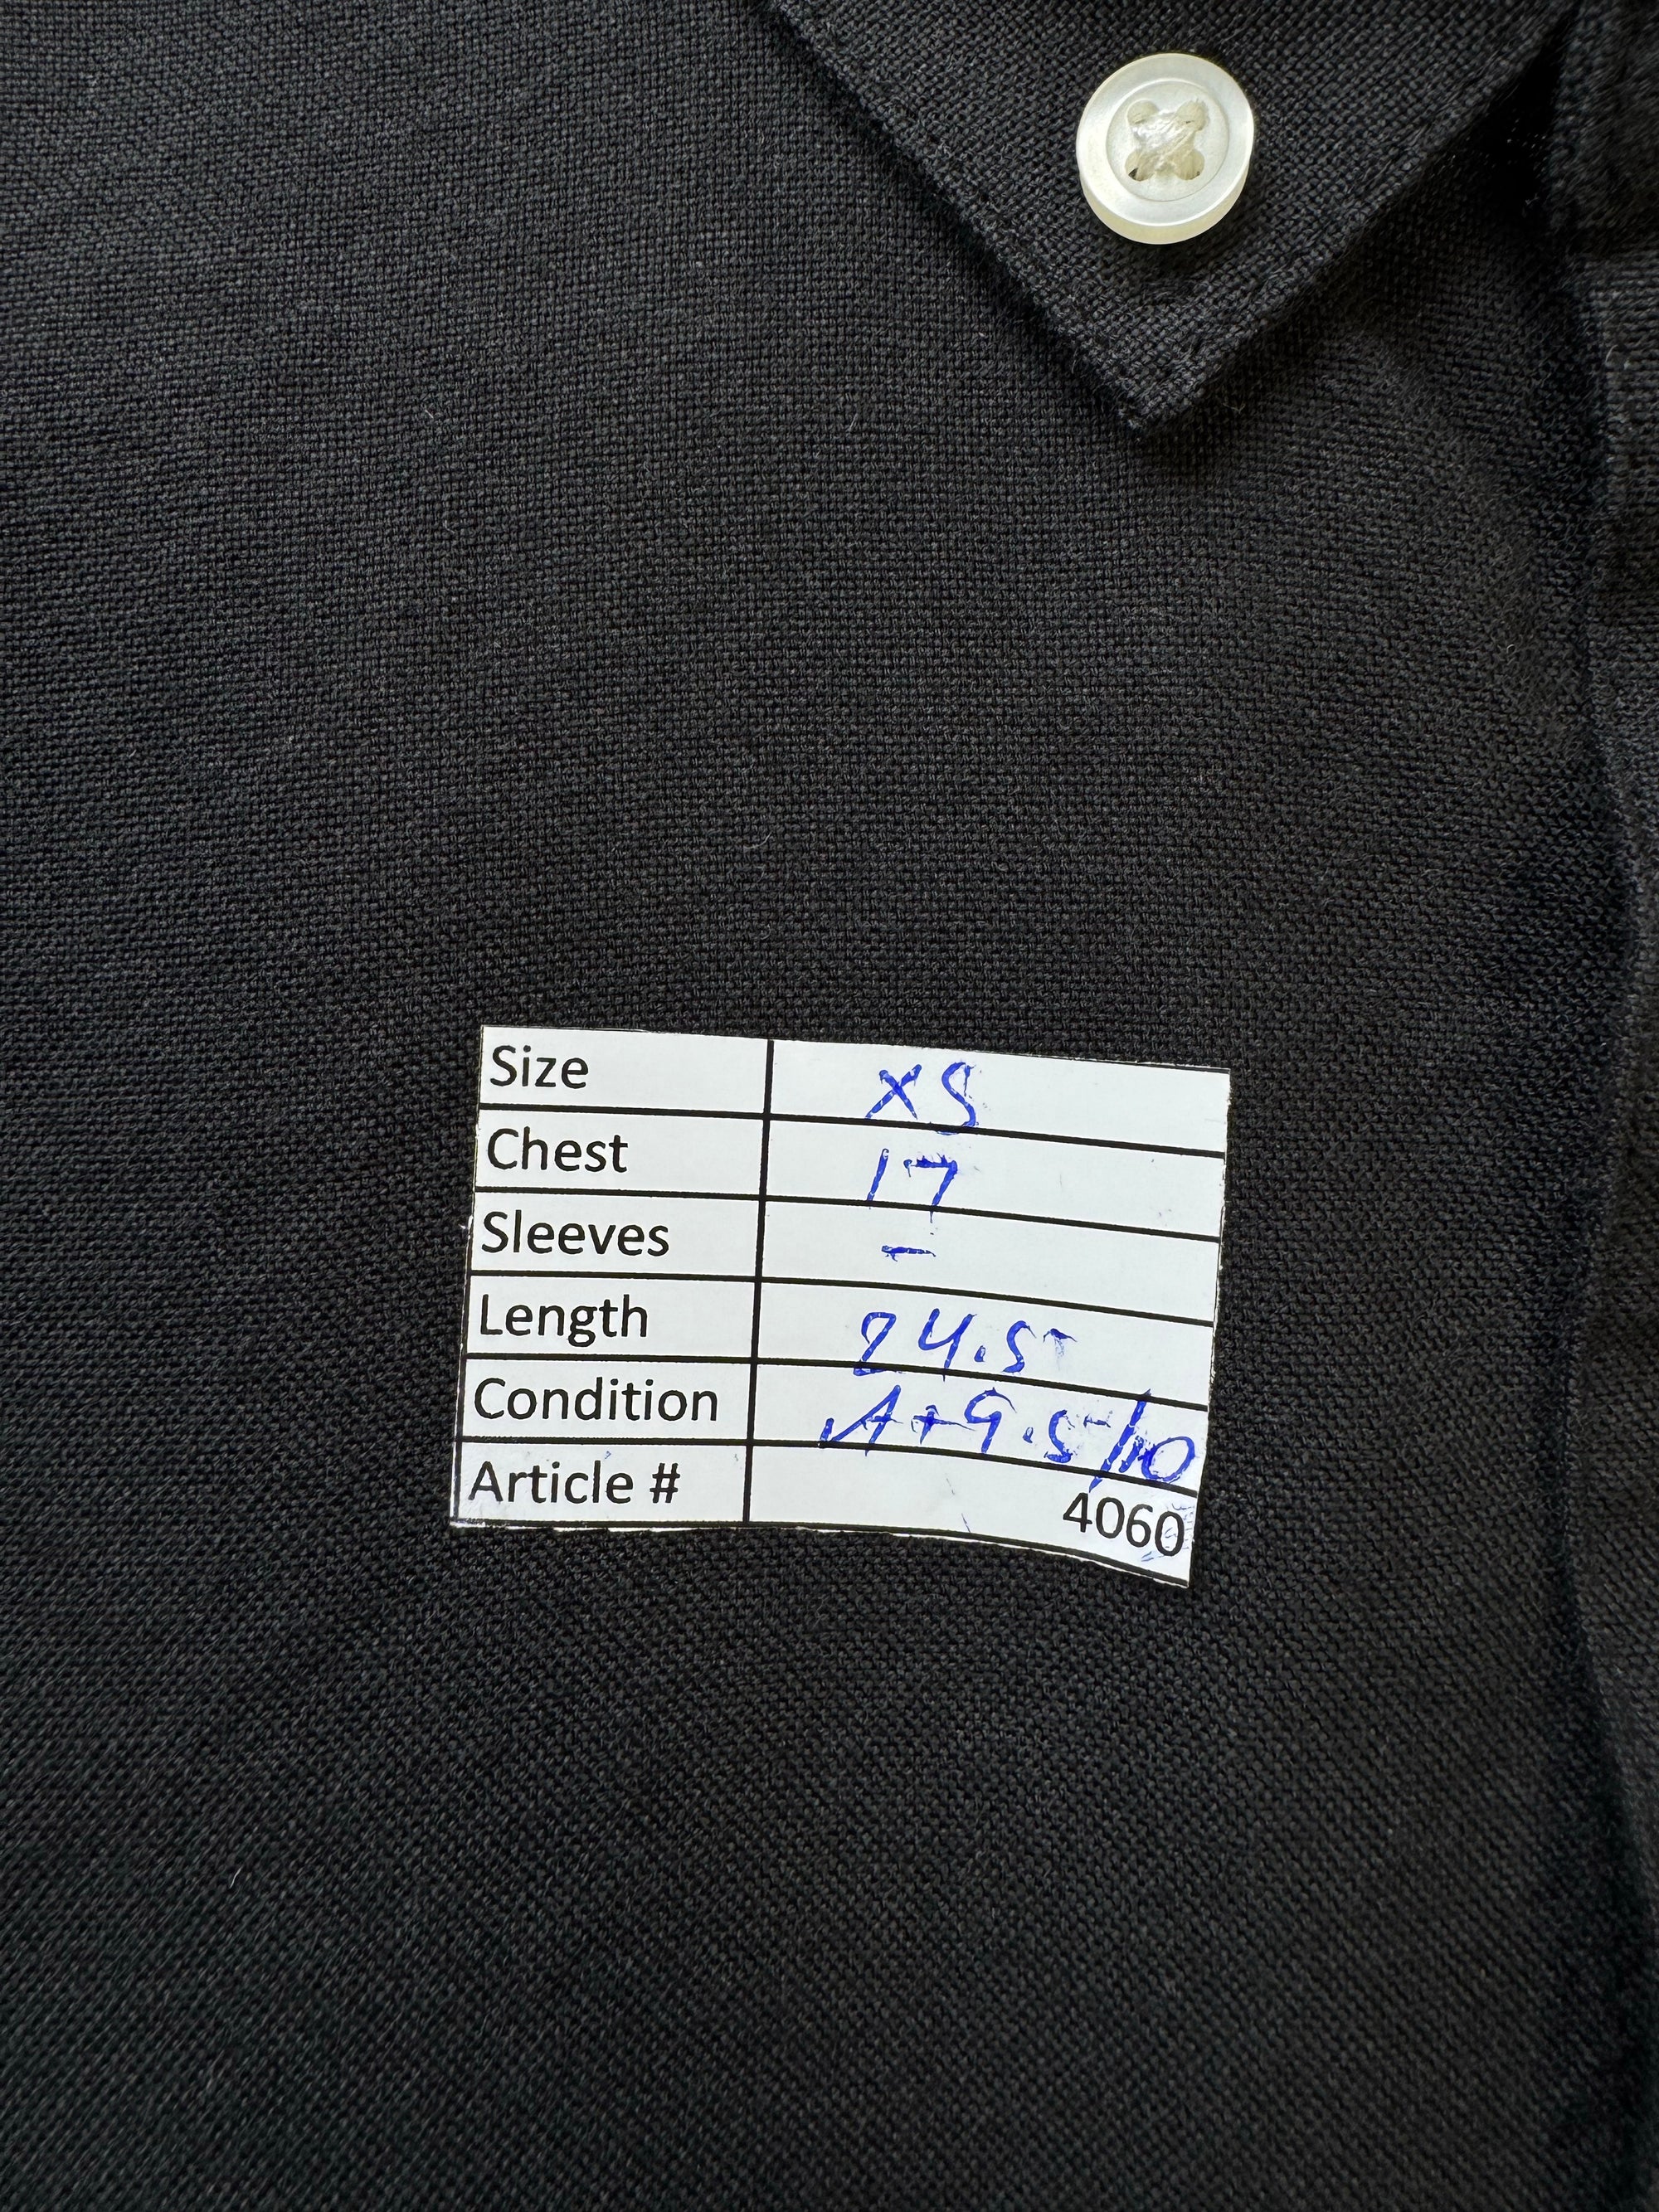 Size XS
Chest 17
Sleeves -
Length 24.5
Condition A+9.5/10
Article # 4060